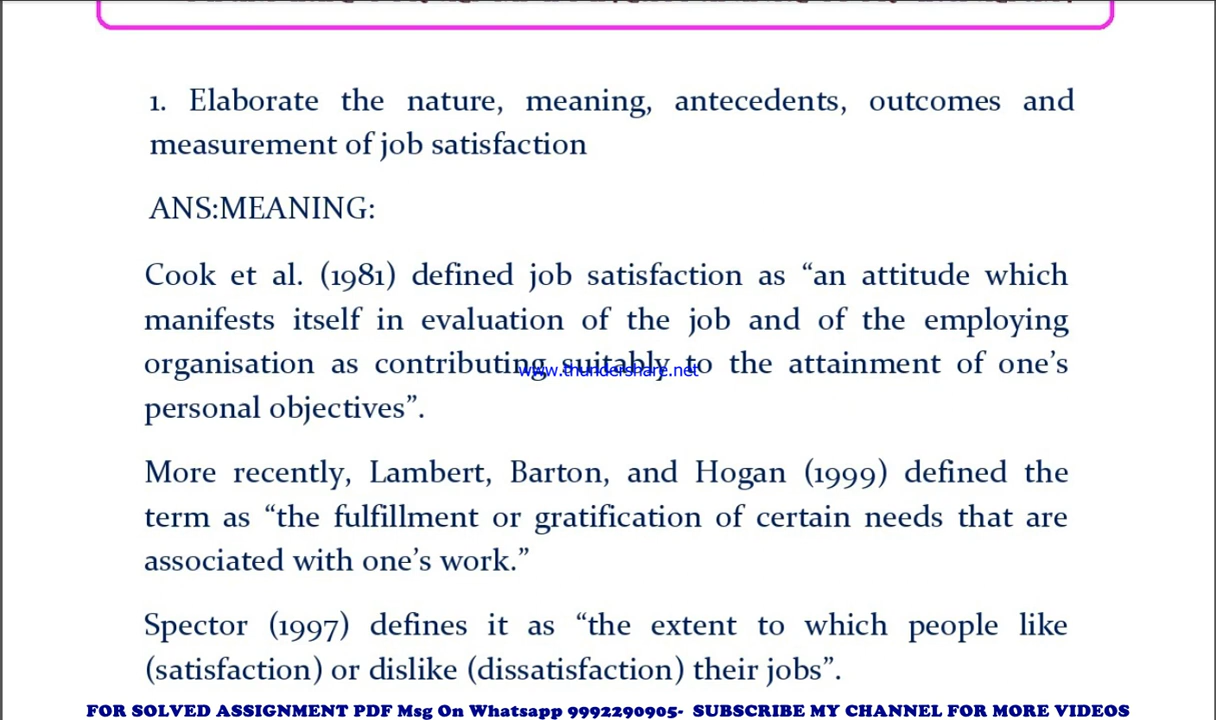 1. Elaborate the nature, meaning, antecedents, outcomes and
measurement of job satisfaction
ANS:MEANING:
Cook et al. (1981) defined job satisfaction as “an attitude which
manifests itself in evaluation of the job and of the employing
organisation as contributing suitably to the attainment of one’s
www.thundershare.net
personal objectives”.
More recently, Lambert, Barton, and Hogan (1999) defined the
term as “the fulfillment or gratification of certain needs that are
associated with one’s work.”
Spector (1997) defines it as “the extent to which people like
(satisfaction) or dislike (dissatisfaction) their jobs”.
FOR SOLVED ASSIGNMENT PDF Msg On Whatsapp 9992290905- SUBSCRIBE MY CHANNEL FOR MORE VIDEOS